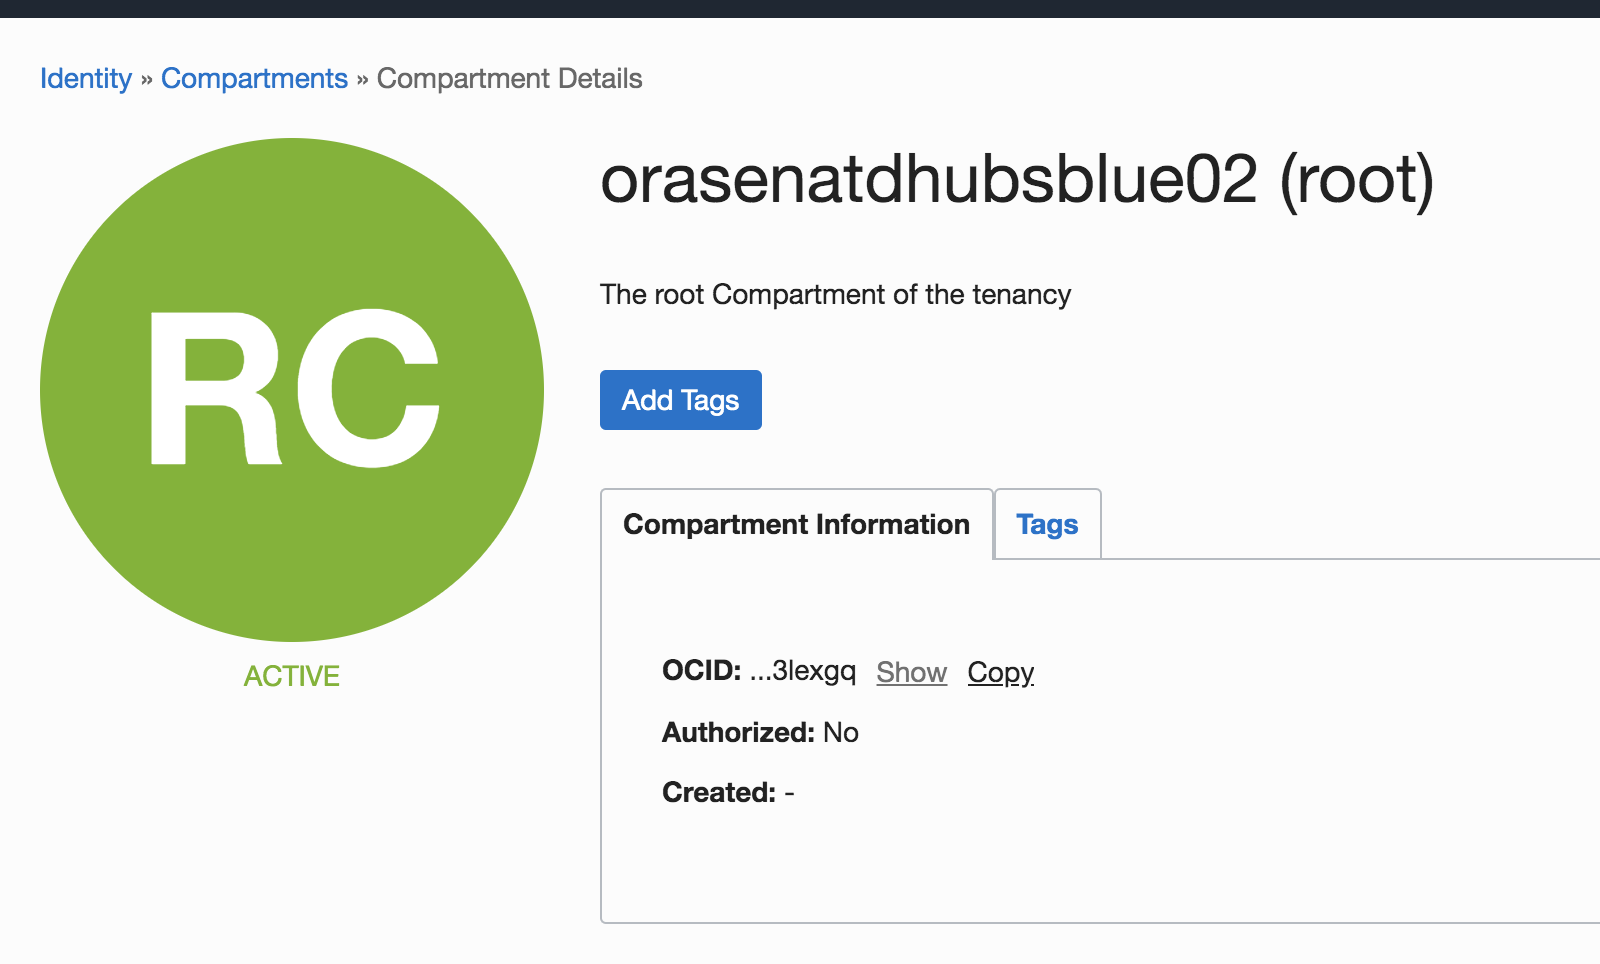 Identity » Compartments » Compartment Details
orasenatdhubsblue02 (root)
The root Compartment of the tenancy
Add Tags
RC
ACTIVE
Compartment Information Tags
OCID: ...3lexgq Show Copy
Authorized: No
Created: -